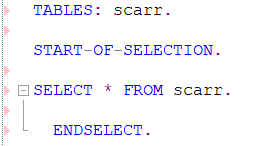 TABLES: scarr.
START-OF-SELECTION.
SELECT * FROM scarr.
ENDSELECT.